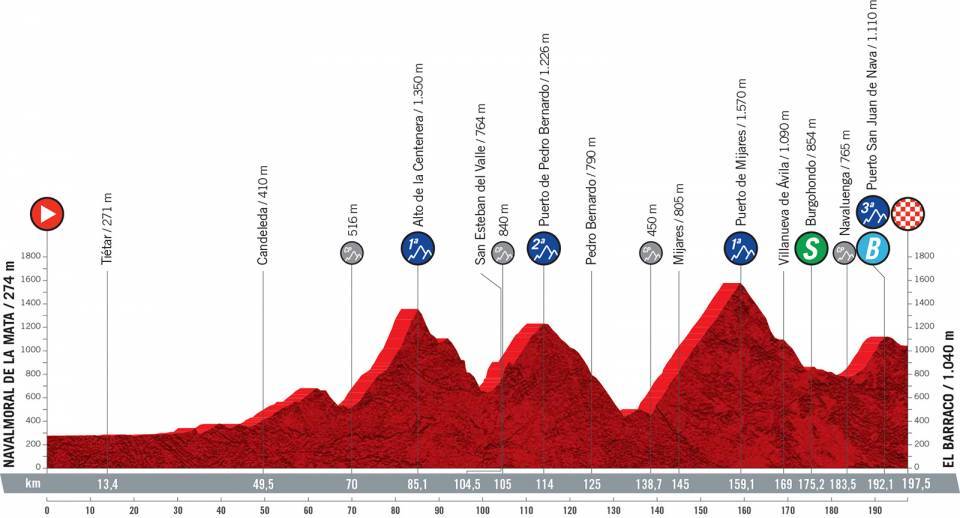 NAVALMORAL DE LA MATA / 274 m
Tiétar / 271 m
Candeleda / 410 m
516 m
CP
Alto de la Centenera / 1.350 m
1ª
San Esteban del Valle / 764 m
840 m
CP
Puerto de Pedro Bernardo / 1.226 m
2ª
Pedro Bernardo / 790 m
450 m
CP
Mijares / 805 m
Puerto de Mijares / 1.570 m
1ª
Villanueva de Ávila / 1.090 m
Burgohondo / 854 m
S
Navaluenga / 765 m
CP
Puerto San Juan de Nava / 1.110 m
3ª
B
EL BARRACO / 1.040 m
1800 1800
1600 1600
1400 1400
1200 1200
1000 1000
800 800
600 600
400 400
200 200
0 0
km 13,4 49,5 70 85,1 104,5 105 114 125 138,7 145 159,1 169 175,2 183,5 192,1 197,5
0 10 20 30 40 50 60 70 80 90 100 110 120 130 140 150 160 170 180 190